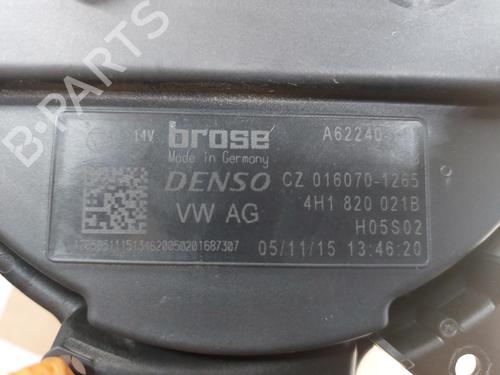 B-PARTS
14V brose A62240-
Made in Germany
DENSO CZ 016070-1265
VW AG 4H1 820 021B
H05S02
05/11/15 13:46:20